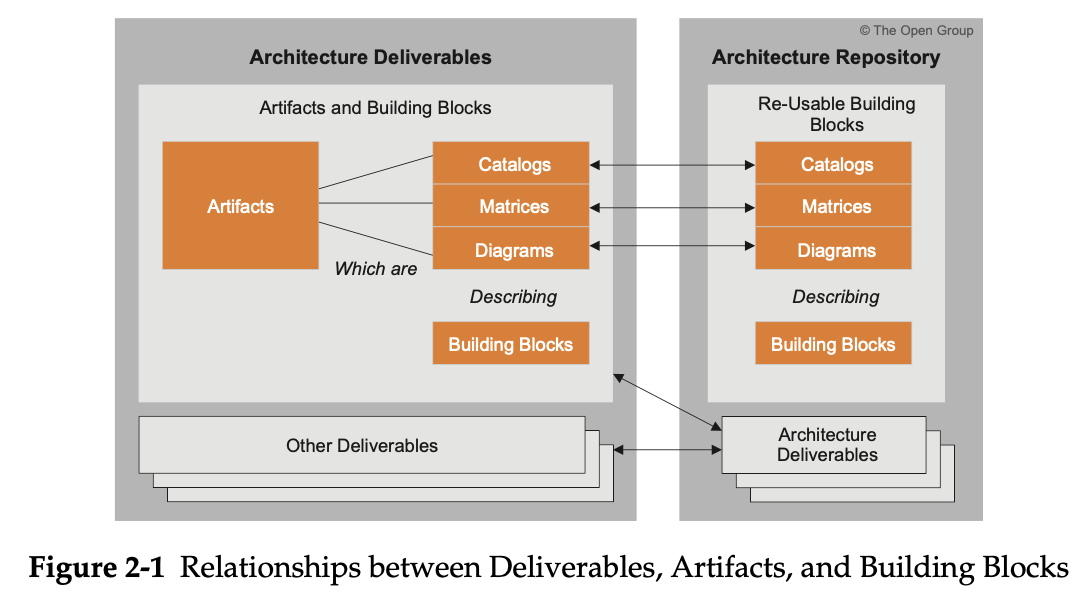 © The Open Group
Architecture Deliverables
Artifacts and Building Blocks
Artifacts
Which are
Catalogs
Matrices
Diagrams
Describing
Building Blocks
Other Deliverables
Architecture Repository
Re-Usable Building
Blocks
Catalogs
Matrices
Diagrams
Describing
Building Blocks
Architecture
Deliverables
Figure 2-1 Relationships between Deliverables, Artifacts, and Building Blocks